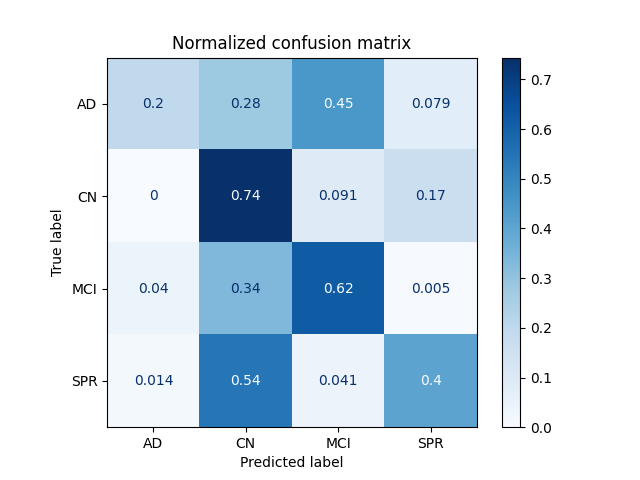 Normalized confusion matrix
True label
AD 0.2 0.28 0.45 0.079
CN 0 0.74 0.091 0.17
MCI 0.04 0.34 0.62 0.005
SPR 0.014 0.54 0.041 0.4
AD CN MCI SPR
Predicted label
0.7
0.6
0.5
0.4
0.3
0.2
0.1
0.0